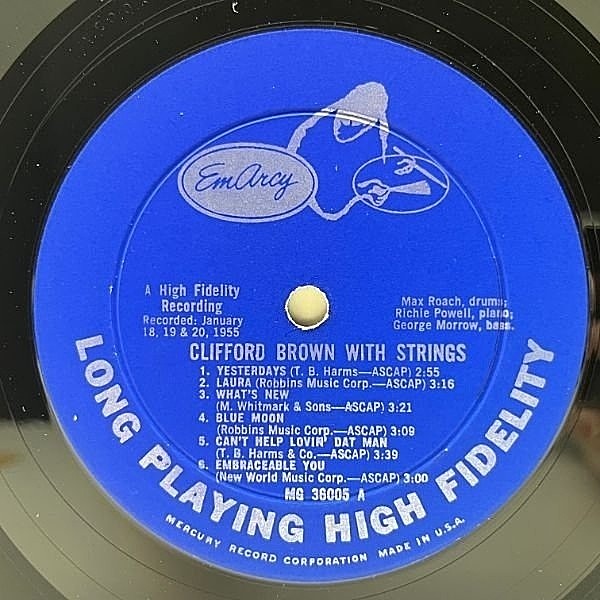 EmArcy
A High Fidelity
Recording
Recorded: January
18, 19 & 20, 1955
Max Roach, drums;
Richie Powell, piano;
George Morrow, bass.
CLIFFORD BROWN WITH STRINGS
1. YESTERDAYS (T. B. Harms—ASCAP) 2:55
2. LAURA (Robbins Music Corp.—ASCAP) 3:16
3. WHAT'S NEW
(M. Whitmark & Sons—ASCAP) 3:21
4. BLUE MOON
(Robbins Music Corp.—ASCAP) 3:09
5. CAN'T HELP LOVIN' DAT MAN
(T. B. Harms & Co.—ASCAP) 3:39
6. EMBRACEABLE YOU
(New World Music Corp.—ASCAP) 3:00
MG 36005 A
LONG PLAYING HIGH FIDELITY
MERCURY RECORD CORPORATION MADE IN U.S.A.